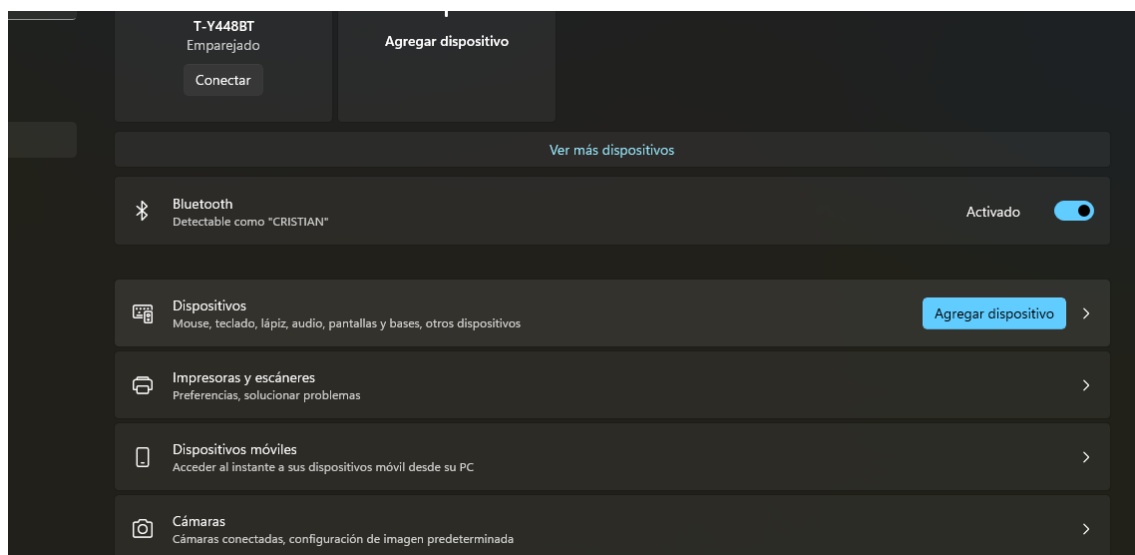 T-Y448BT
Emparejado
Conectar
Agregar dispositivo
Ver más dispositivos
Bluetooth
Detectable como "CRISTIAN"
Activado
Dispositivos
Mouse, teclado, lápiz, audio, pantallas y bases, otros dispositivos
Agregar dispositivo
Impresoras y escáneres
Preferencias, solucionar problemas
Dispositivos móviles
Acceder al instante a sus dispositivos móvil desde su PC
Cámaras
Cámaras conectadas, configuración de imagen predeterminada